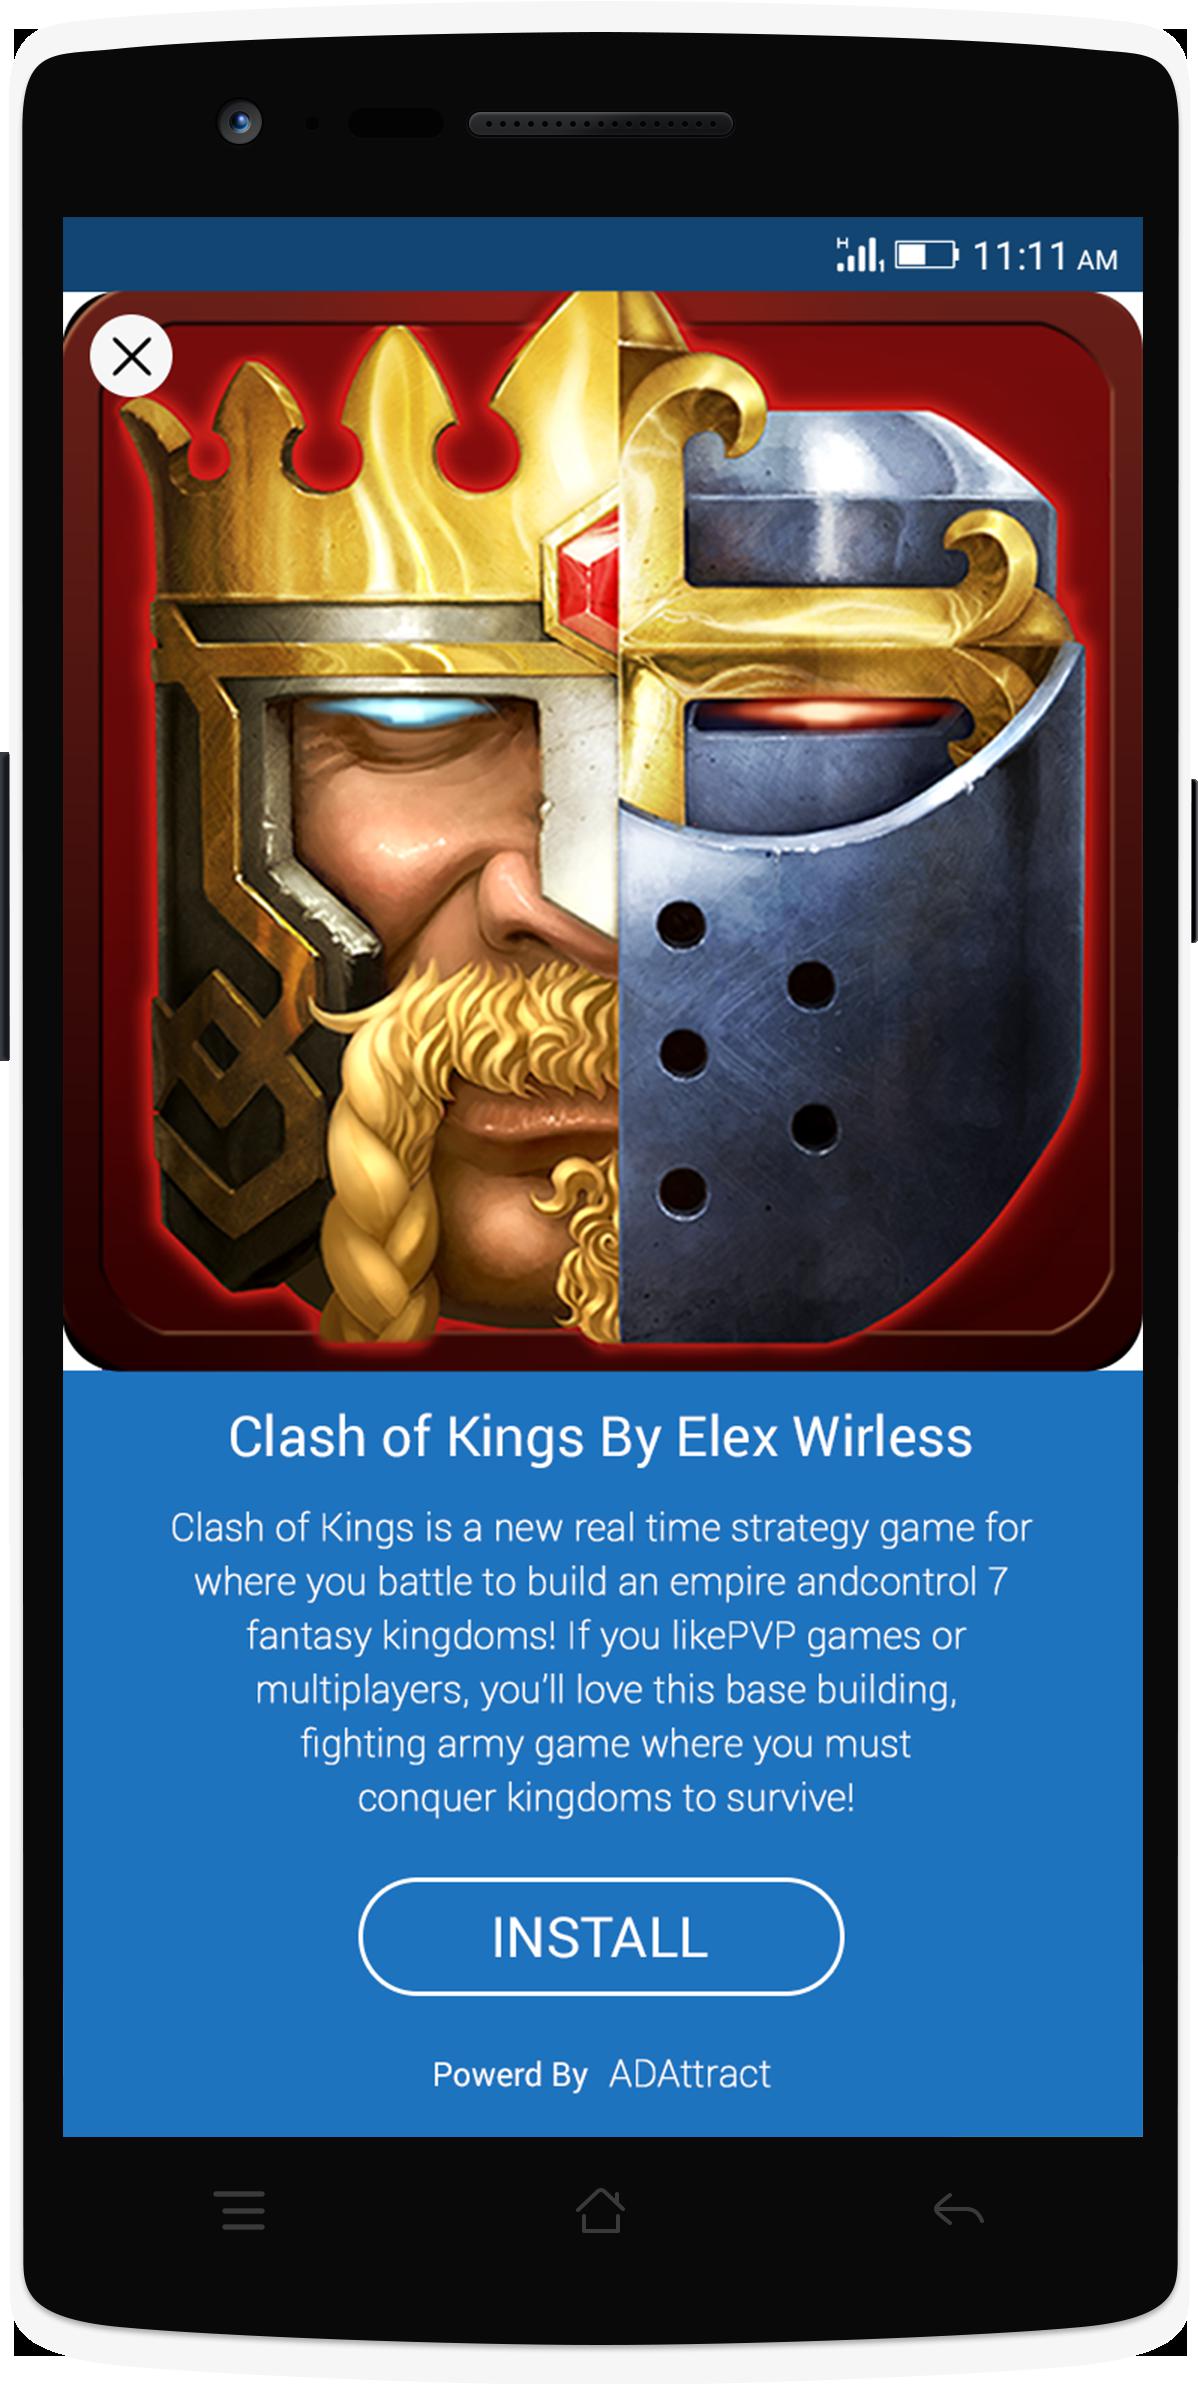 H 1 11:11 AM
Clash of Kings By Elex Wirless
Clash of Kings is a new real time strategy game for
where you battle to build an empire andcontrol 7
fantasy kingdoms! If you likePVP games or
multiplayers, you’ll love this base building,
fighting army game where you must
conquer kingdoms to survive!
INSTALL
Powerd By ADAttract